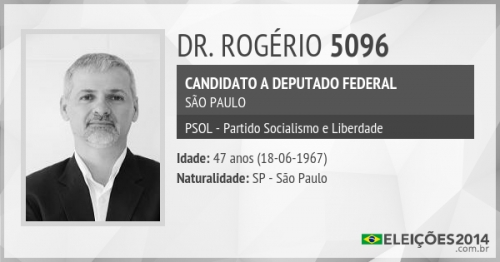 DR. ROGÉRIO 5096
CANDIDATO A DEPUTADO FEDERAL
SÃO PAULO
PSOL - Partido Socialismo e Liberdade
Idade: 47 anos (18-06-1967)
Naturalidade: SP - São Paulo
ELEIÇÕES2014
.com.br